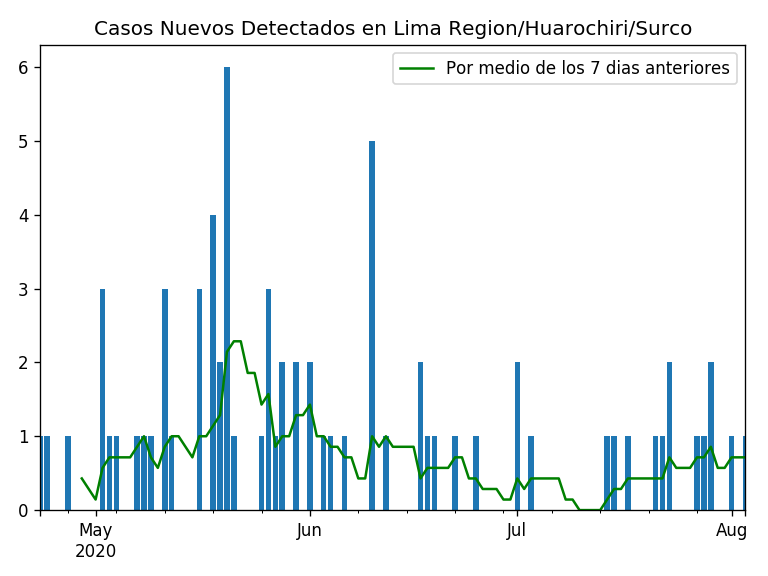 Casos Nuevos Detectados en Lima Region/Huarochiri/Surco
Por medio de los 7 dias anteriores
6
5
4
3
2
1
0
May Jun Jul Aug
2020